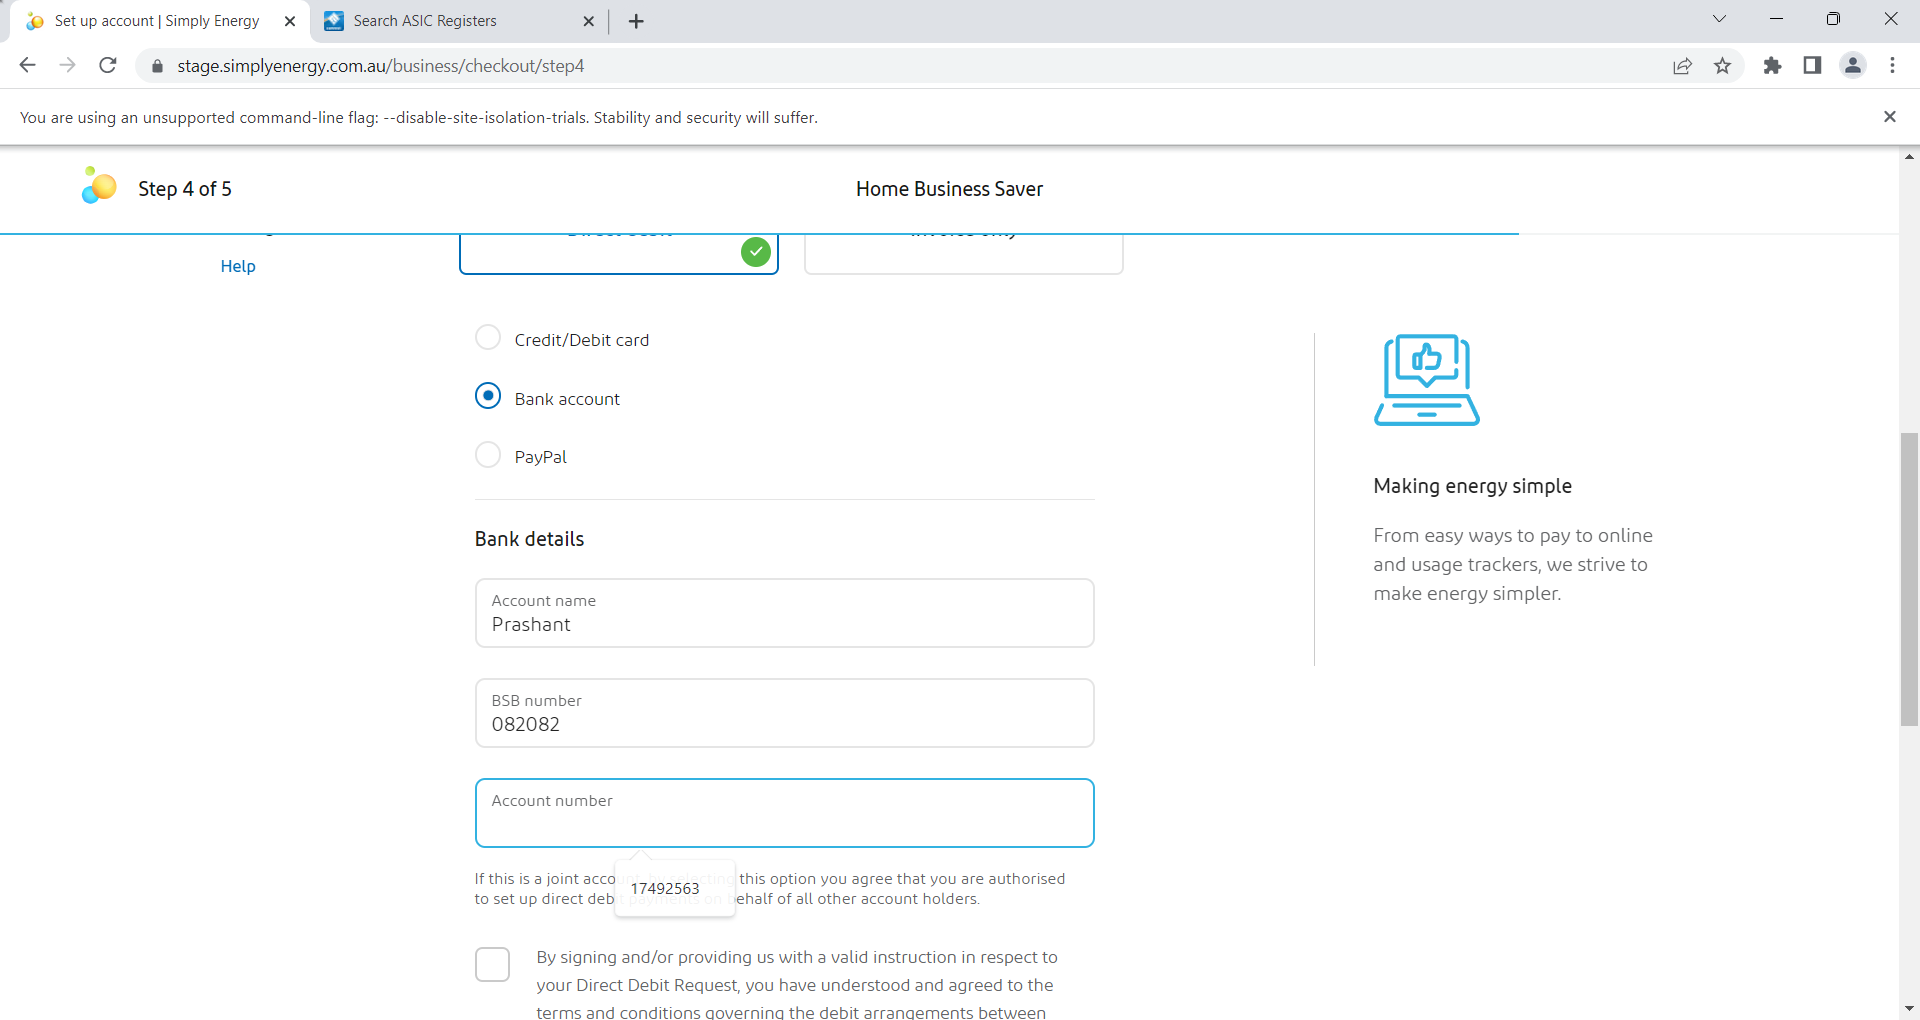 Set up account | Simply Energy
Search ASIC Registers
stage.simplyenergy.com.au/business/checkout/step4
You are using an unsupported command-line flag: --disable-site-isolation-trials. Stability and security will suffer.
Step 4 of 5
Home Business Saver
Help
Credit/Debit card
Bank account
PayPal
Bank details
Account name
Prashant
BSB number
082082
Account number
17492563
If this is a joint account, by selecting this option you agree that you are authorised
to set up direct debit payments on behalf of all other account holders.
By signing and/or providing us with a valid instruction in respect to
your Direct Debit Request, you have understood and agreed to the
terms and conditions governing the debit arrangements between
Making energy simple
From easy ways to pay to online
and usage trackers, we strive to
make energy simpler.